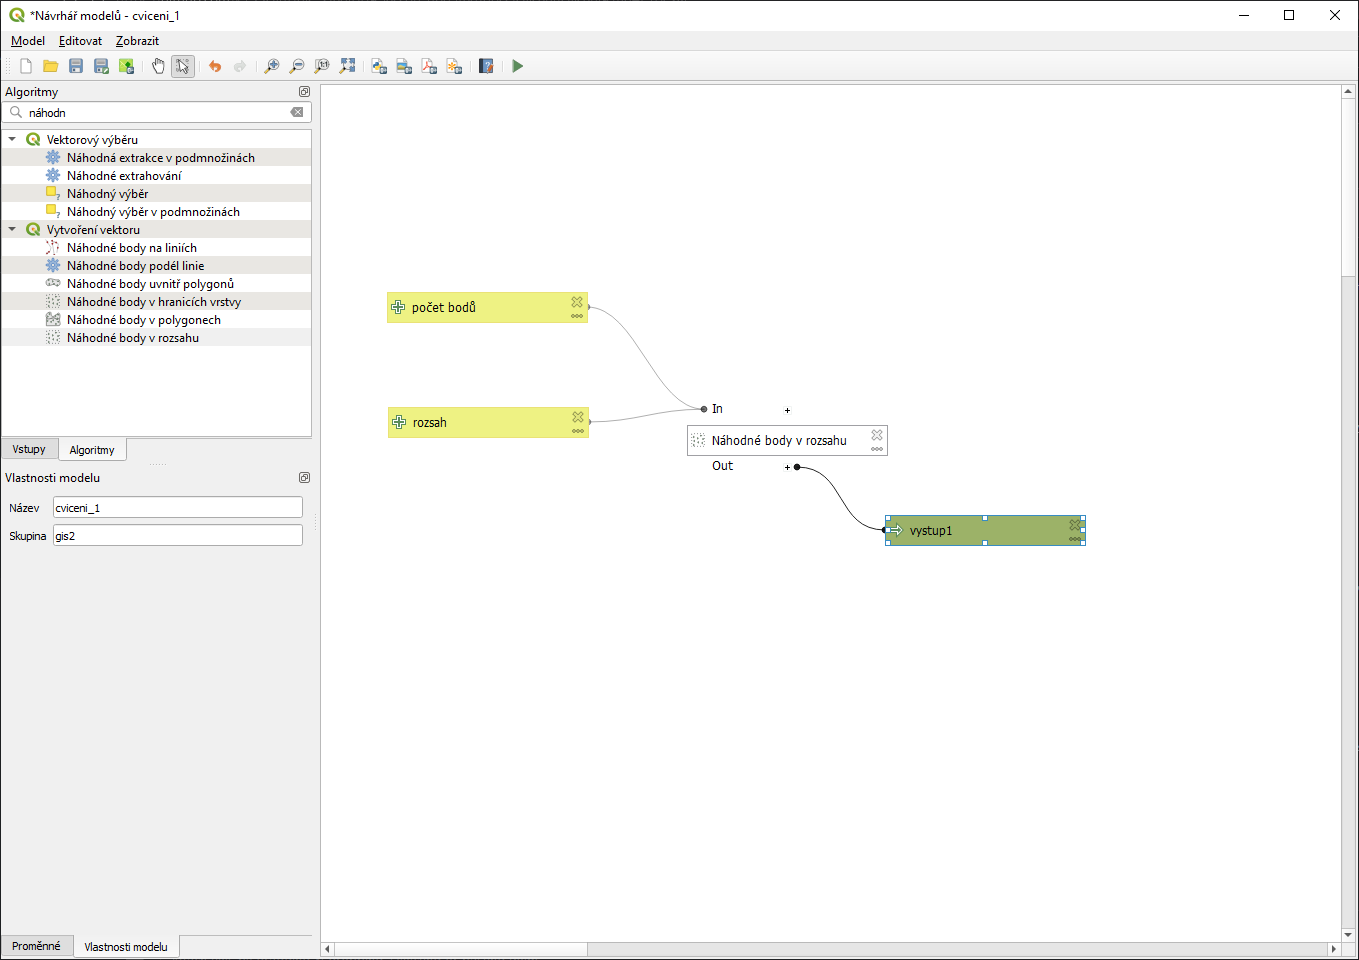 *Návrhář modelů - cviceni_1
Model Editovat Zobrazit
Algoritmy
náhodn
Vektorový výběru
Náhodná extrakce v podmnožinách
Náhodné extrahování
Náhodný výběr
Náhodný výběr v podmnožinách
Vytvoření vektoru
Náhodné body na liniích
Náhodné body podél linie
Náhodné body uvnitř polygonů
Náhodné body v hranicích vrstvy
Náhodné body v polygonech
Náhodné body v rozsahu
Vstupy Algoritmy
Vlastnosti modelu
Název cviceni_1
Skupina gis2
Proměnné Vlastnosti modelu
počet bodů
rozsah
In +
Náhodné body v rozsahu
Out +
vystup1